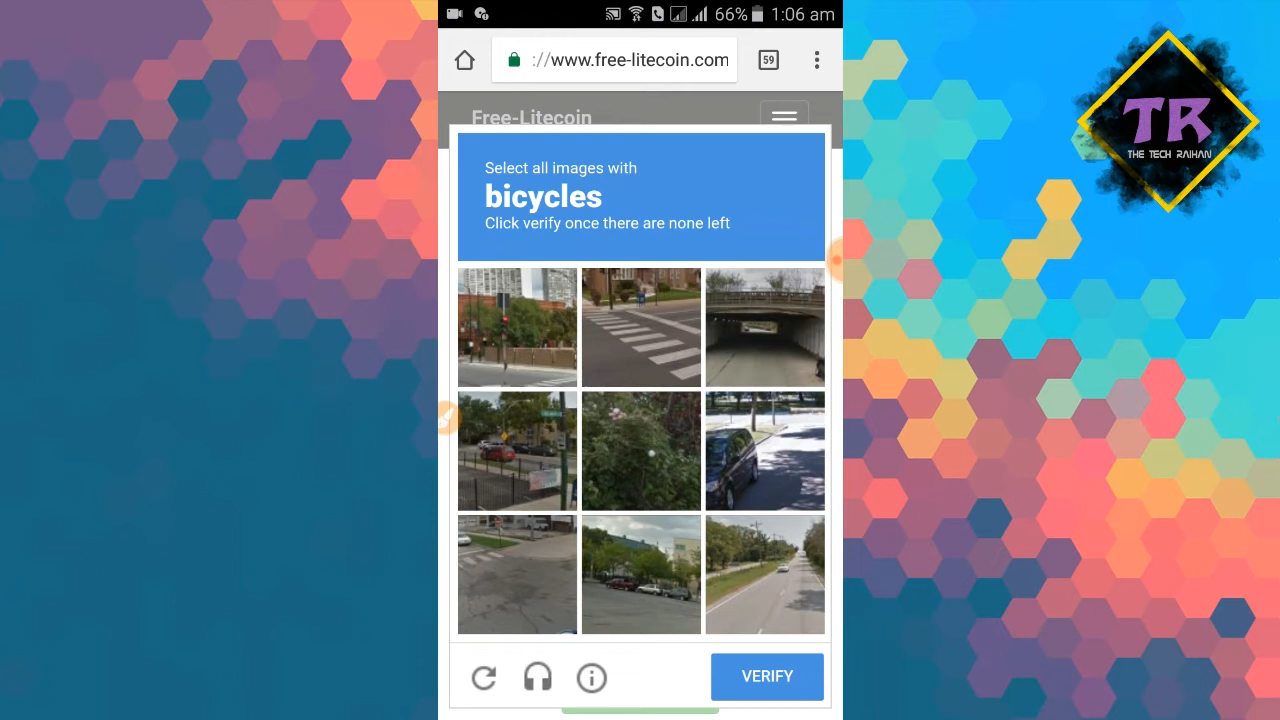 66% 1:06 am
://www.free-litecoin.com
59
Free-Litecoin
TR
THE TECH RAIHAN
Select all images with
bicycles
Click verify once there are none left
VERIFY